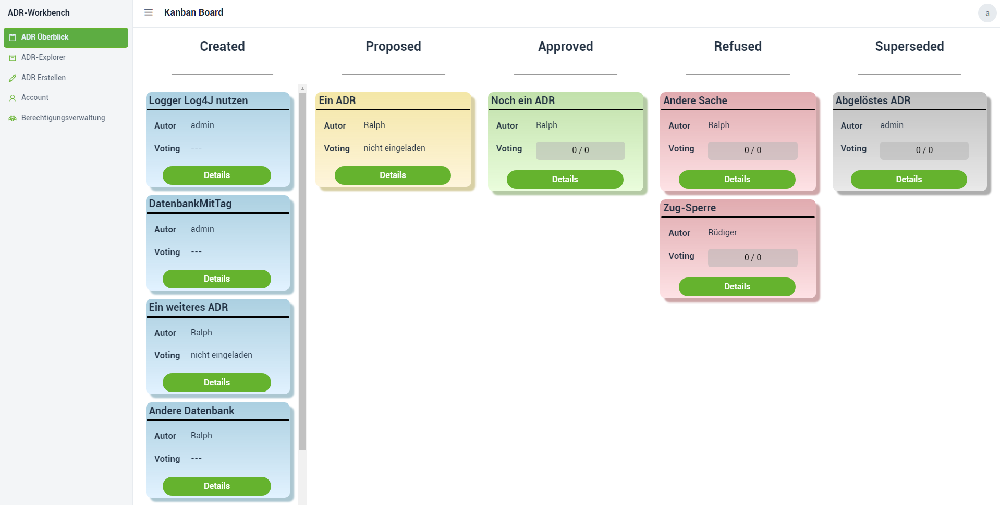 ADR-Workbench
ADR Überblick
ADR-Explorer
ADR Erstellen
Account
Berechtigungsverwaltung
Kanban Board
a
Created
Logger Log4J nutzen
Autor admin
Voting ---
Details
DatenbankMitTag
Autor admin
Voting ---
Details
Ein weiteres ADR
Autor Ralph
Voting nicht eingeladen
Details
Andere Datenbank
Autor Ralph
Voting ---
Details
Proposed
Ein ADR
Autor Ralph
Voting nicht eingeladen
Details
Approved
Noch ein ADR
Autor Ralph
Voting 0 / 0
Details
Refused
Andere Sache
Autor Ralph
Voting 0 / 0
Details
Zug-Sperre
Autor Rüdiger
Voting 0 / 0
Details
Superseded
Abgelöstes ADR
Autor admin
Voting 0 / 0
Details